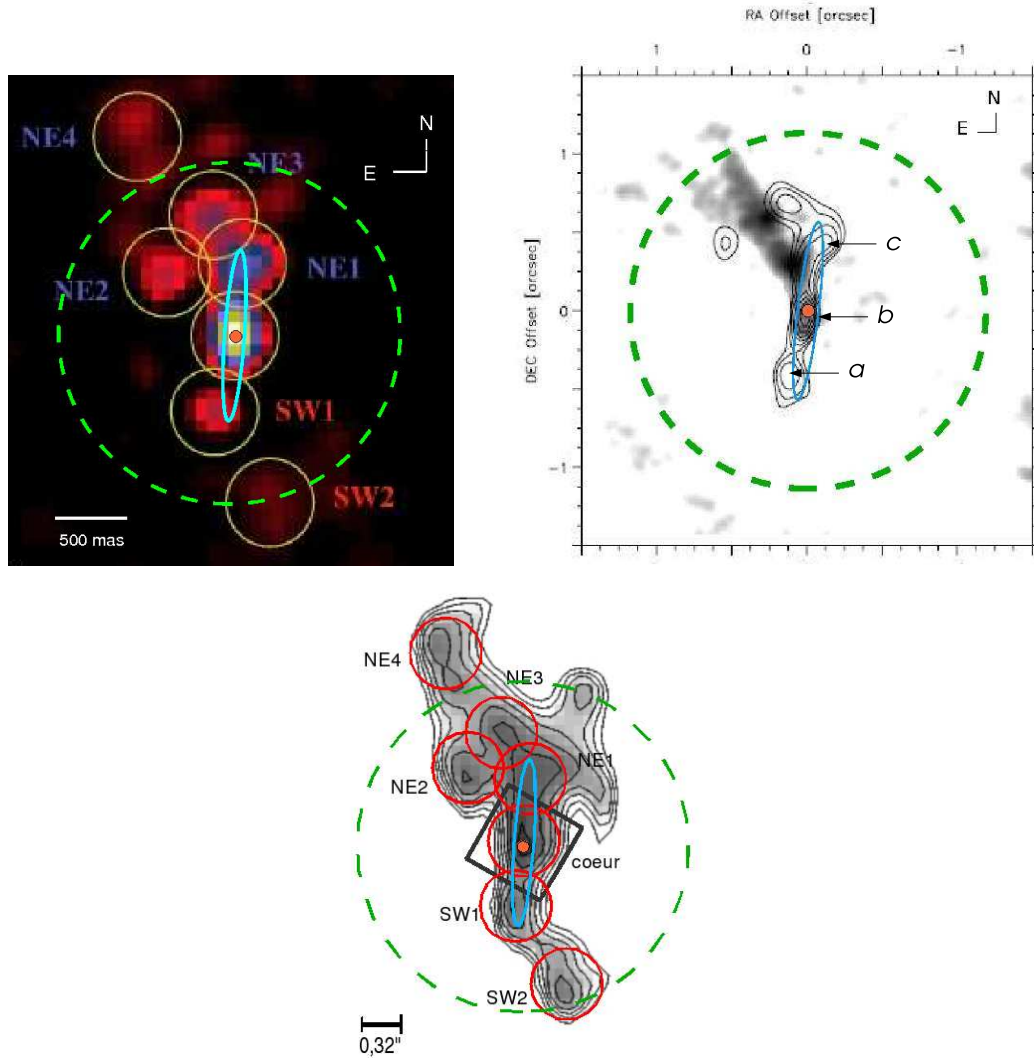 NE4
NE3
NE1
NE2
SW1
SW2
N
E
500 mas
RA Offset [arcsec]
1
0
-1
DEC Offset [arcsec]
1
0
-1
N
E
c
b
a
NE4
NE3
NE1
NE2
coeur
SW1
SW2
0,32"